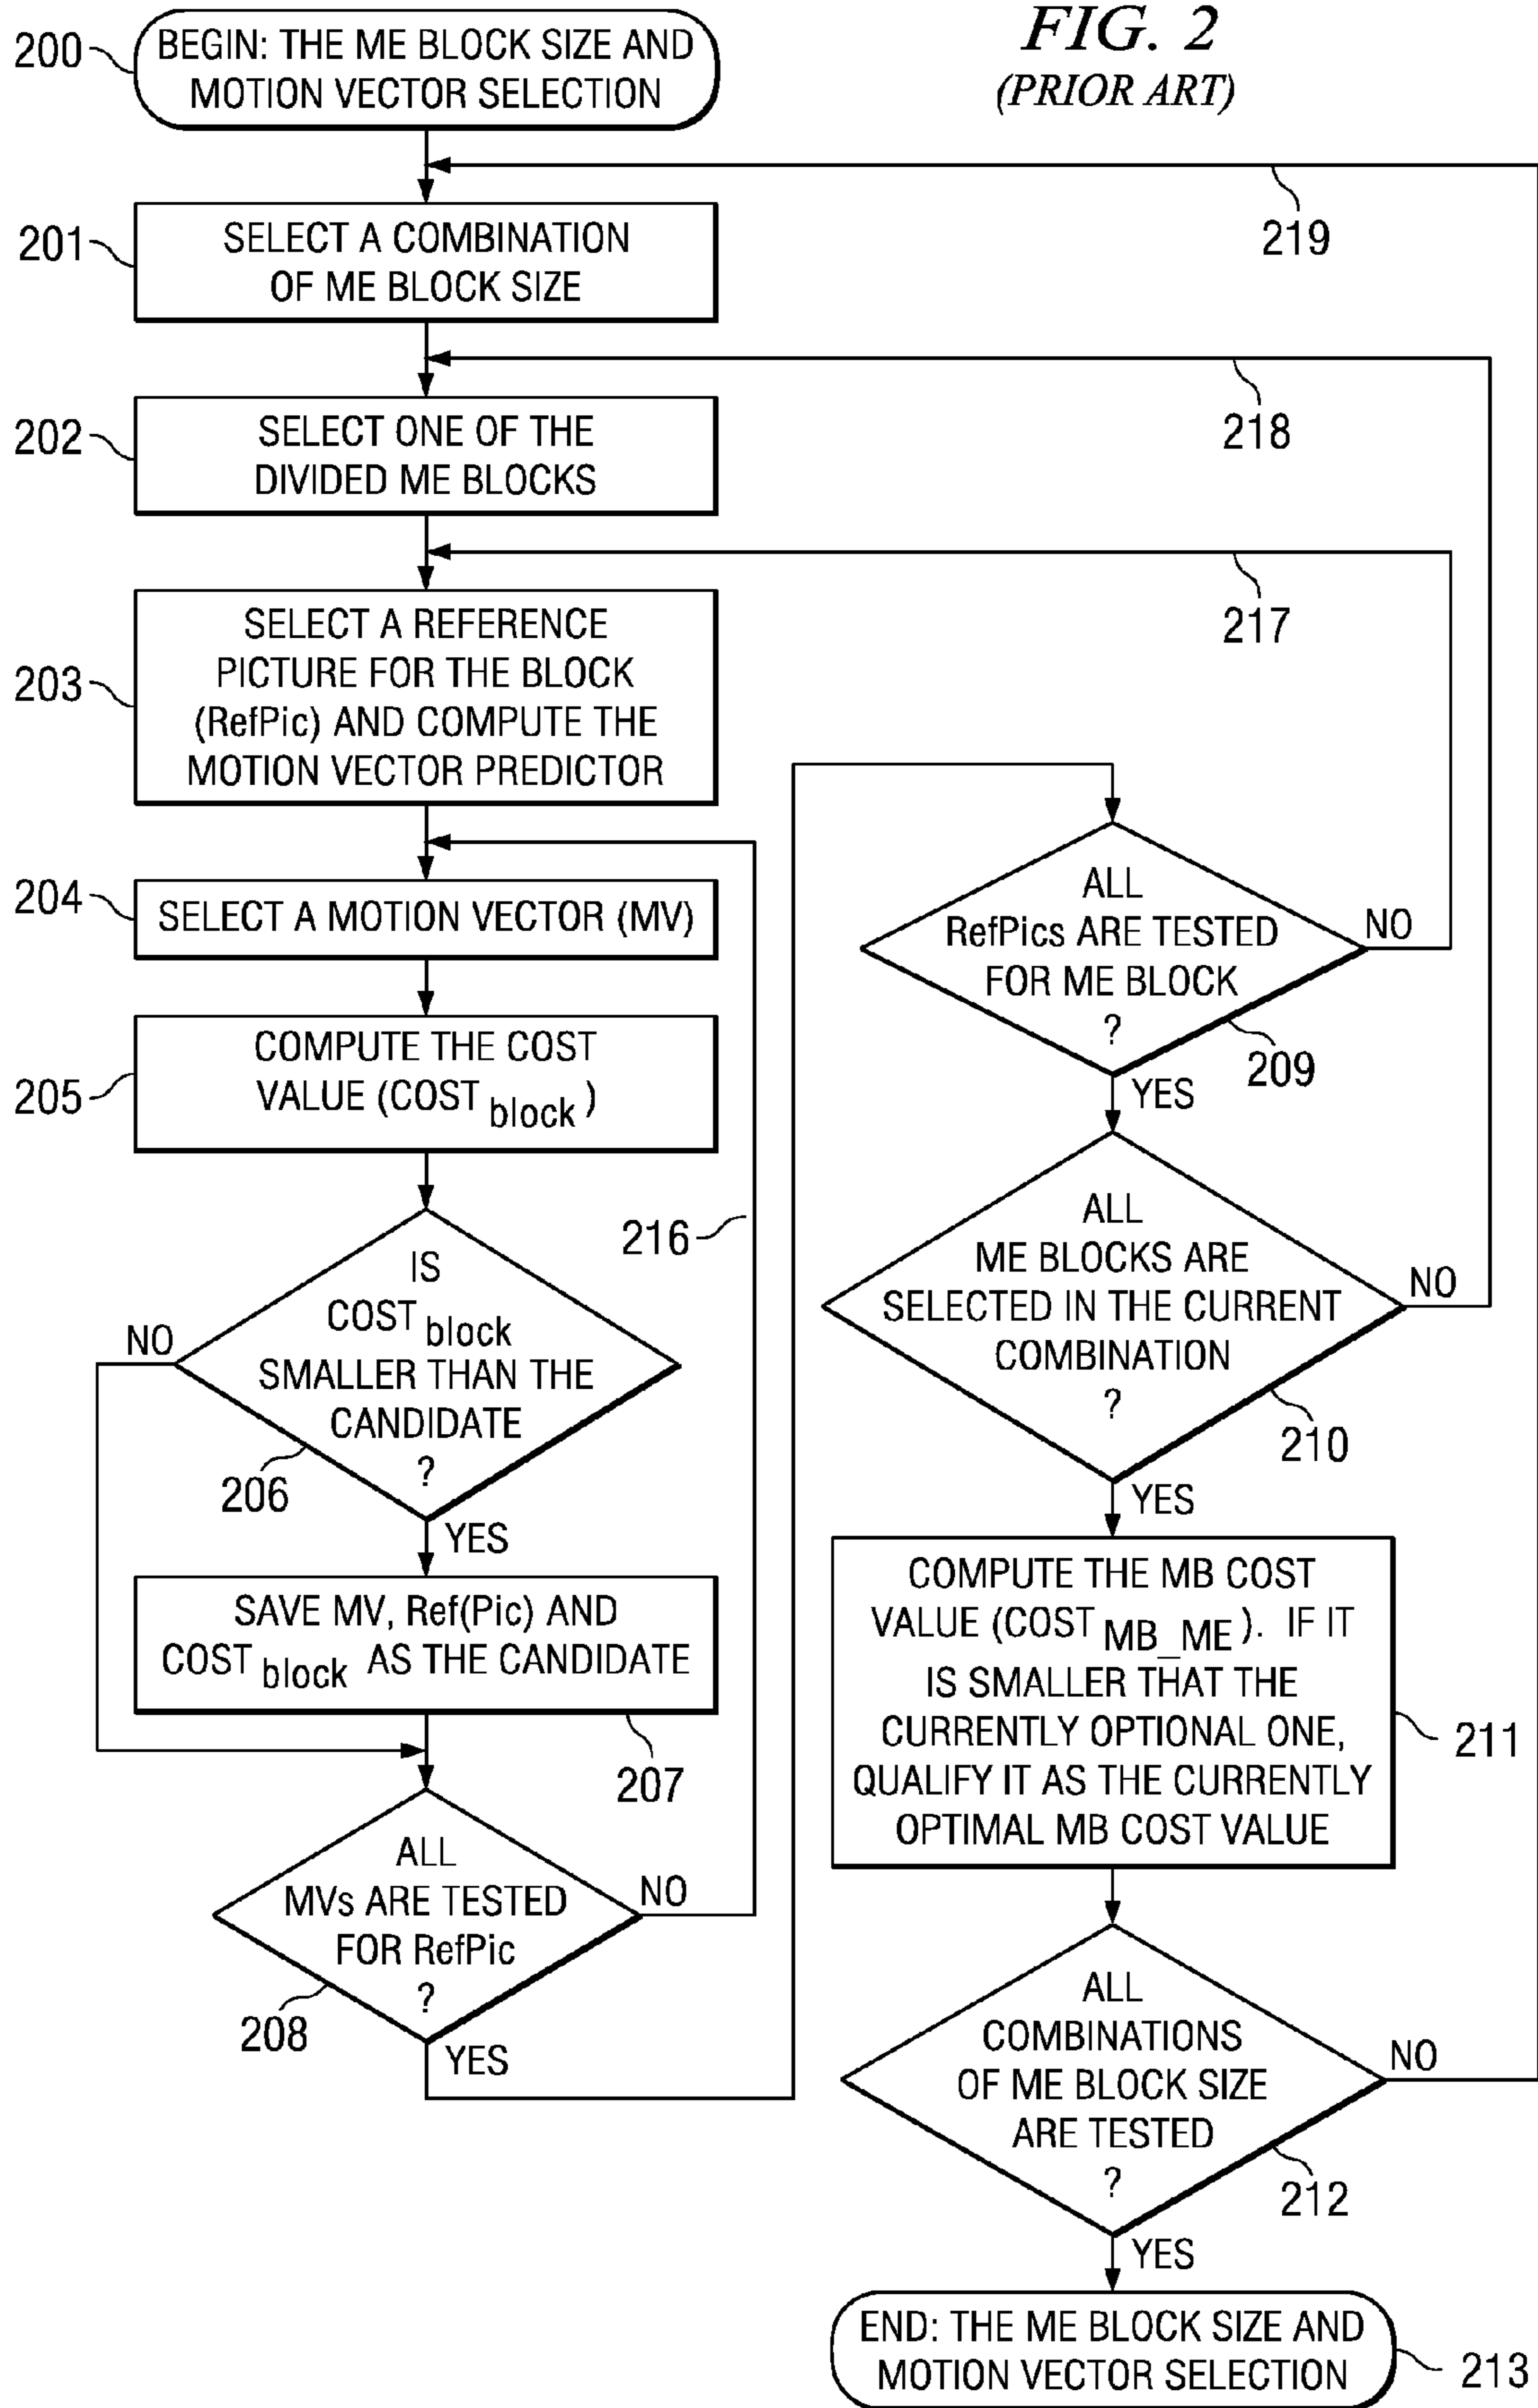 FIG. 2
(PRIOR ART)
200
BEGIN: THE ME BLOCK SIZE AND
MOTION VECTOR SELECTION
219
201
SELECT A COMBINATION
OF ME BLOCK SIZE
218
202
SELECT ONE OF THE
DIVIDED ME BLOCKS
217
203
SELECT A REFERENCE
PICTURE FOR THE BLOCK
(RefPic) AND COMPUTE THE
MOTION VECTOR PREDICTOR
204
SELECT A MOTION VECTOR (MV)
205
COMPUTE THE COST
VALUE (COST block)
216
IS
COST block
SMALLER THAN THE
CANDIDATE
?
NO
206
YES
SAVE MV, Ref(Pic) AND
COST block AS THE CANDIDATE
207
ALL
MVs ARE TESTED
FOR RefPic
?
NO
208
YES
ALL
RefPics ARE TESTED
FOR ME BLOCK
?
NO
209
YES
ALL
ME BLOCKS ARE
SELECTED IN THE CURRENT
COMBINATION
?
NO
210
YES
COMPUTE THE MB COST
VALUE (COST MB_ME). IF IT
IS SMALLER THAT THE
CURRENTLY OPTIONAL ONE,
QUALIFY IT AS THE CURRENTLY
OPTIMAL MB COST VALUE
211
ALL
COMBINATIONS
OF ME BLOCK SIZE
ARE TESTED
?
NO
212
YES
END: THE ME BLOCK SIZE AND
MOTION VECTOR SELECTION
213